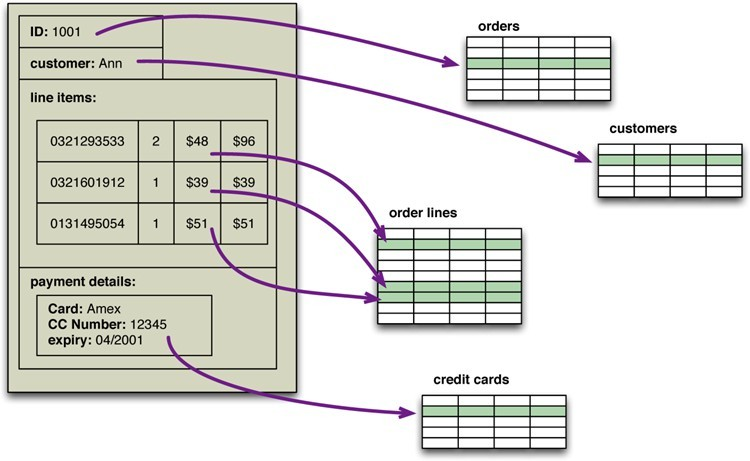 ID: 1001
customer: Ann
line items:
0321293533 2 $48 $96
0321601912 1 $39 $39
0131495054 1 $51 $51
payment details:
Card: Amex
CC Number: 12345
expiry: 04/2001
orders
customers
order lines
credit cards